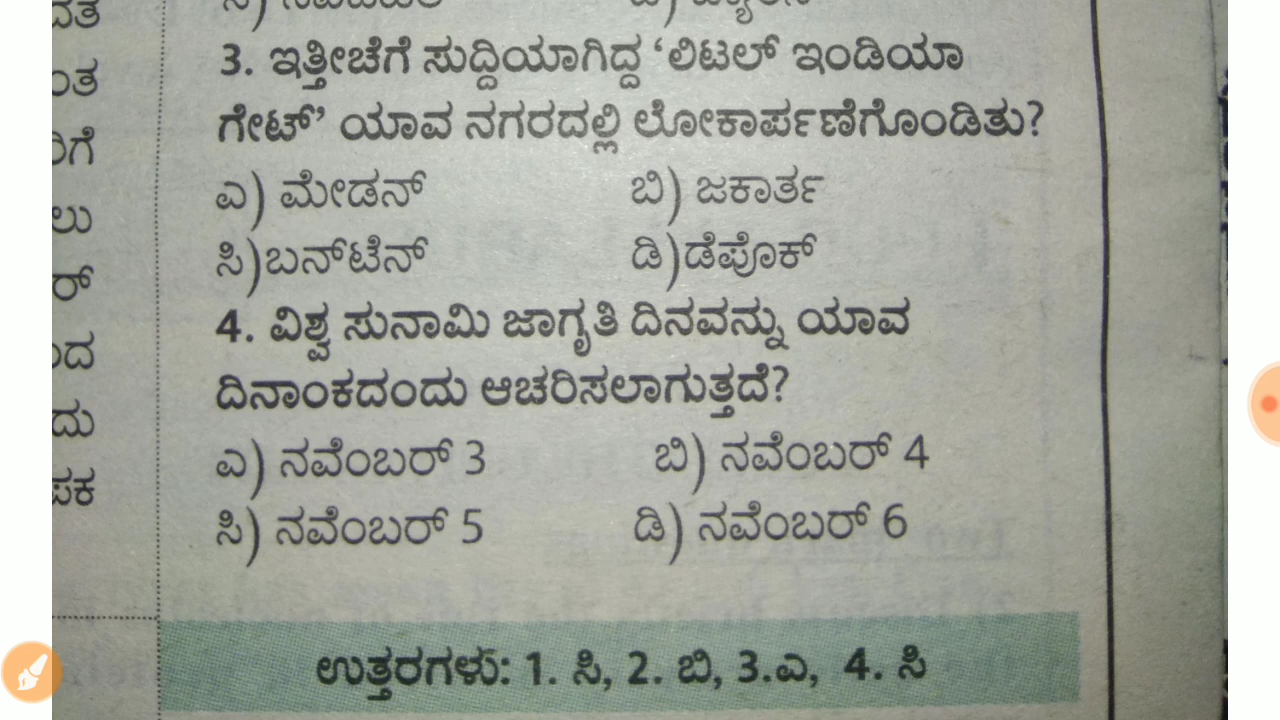 3. ಇತ್ತೀಚೆಗೆ ಸುದ್ದಿಯಾಗಿದ್ದ ‘ಲಿಟಲ್ ಇಂಡಿಯಾ
ಗೇಟ್’ ಯಾವ ನಗರದಲ್ಲಿ ಲೋಕಾರ್ಪಣೆಗೊಂಡಿತು?
ಎ) ಮೇಡನ್ ಬಿ) ಜಕಾರ್ತ
ಸಿ)ಬನ್‌ಟೆನ್ ಡಿ)ಡೆಪೊಕ್
4. ವಿಶ್ವ ಸುನಾಮಿ ಜಾಗೃತಿ ದಿನವನ್ನು ಯಾವ
ದಿನಾಂಕದಂದು ಆಚರಿಸಲಾಗುತ್ತದೆ?
ಎ) ನವೆಂಬರ್ 3 ಬಿ) ನವೆಂಬರ್ 4
ಸಿ) ನವೆಂಬರ್ 5 ಡಿ) ನವೆಂಬರ್ 6
ಉತ್ತರಗಳು: 1. ಸಿ, 2. ಬಿ, 3.ಎ, 4. ಸಿ